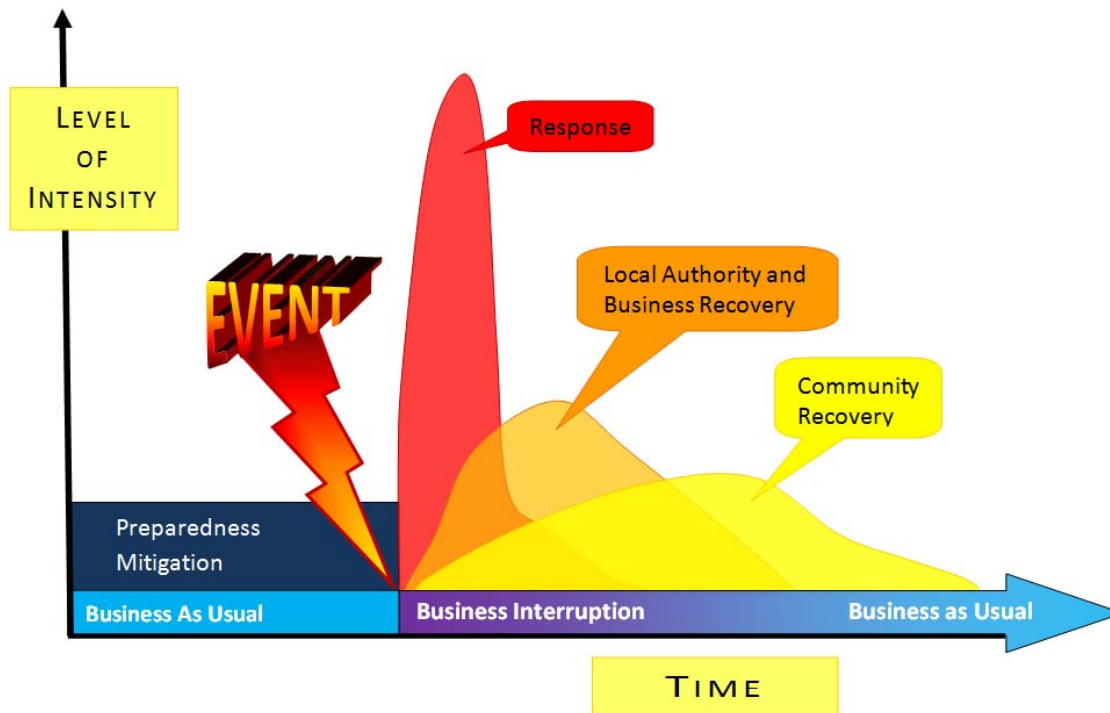 LEVEL
OF
INTENSITY
Response
EVENT
Local Authority and
Business Recovery
Community
Recovery
Preparedness
Mitigation
Business As Usual
Business Interruption
Business as Usual
TIME